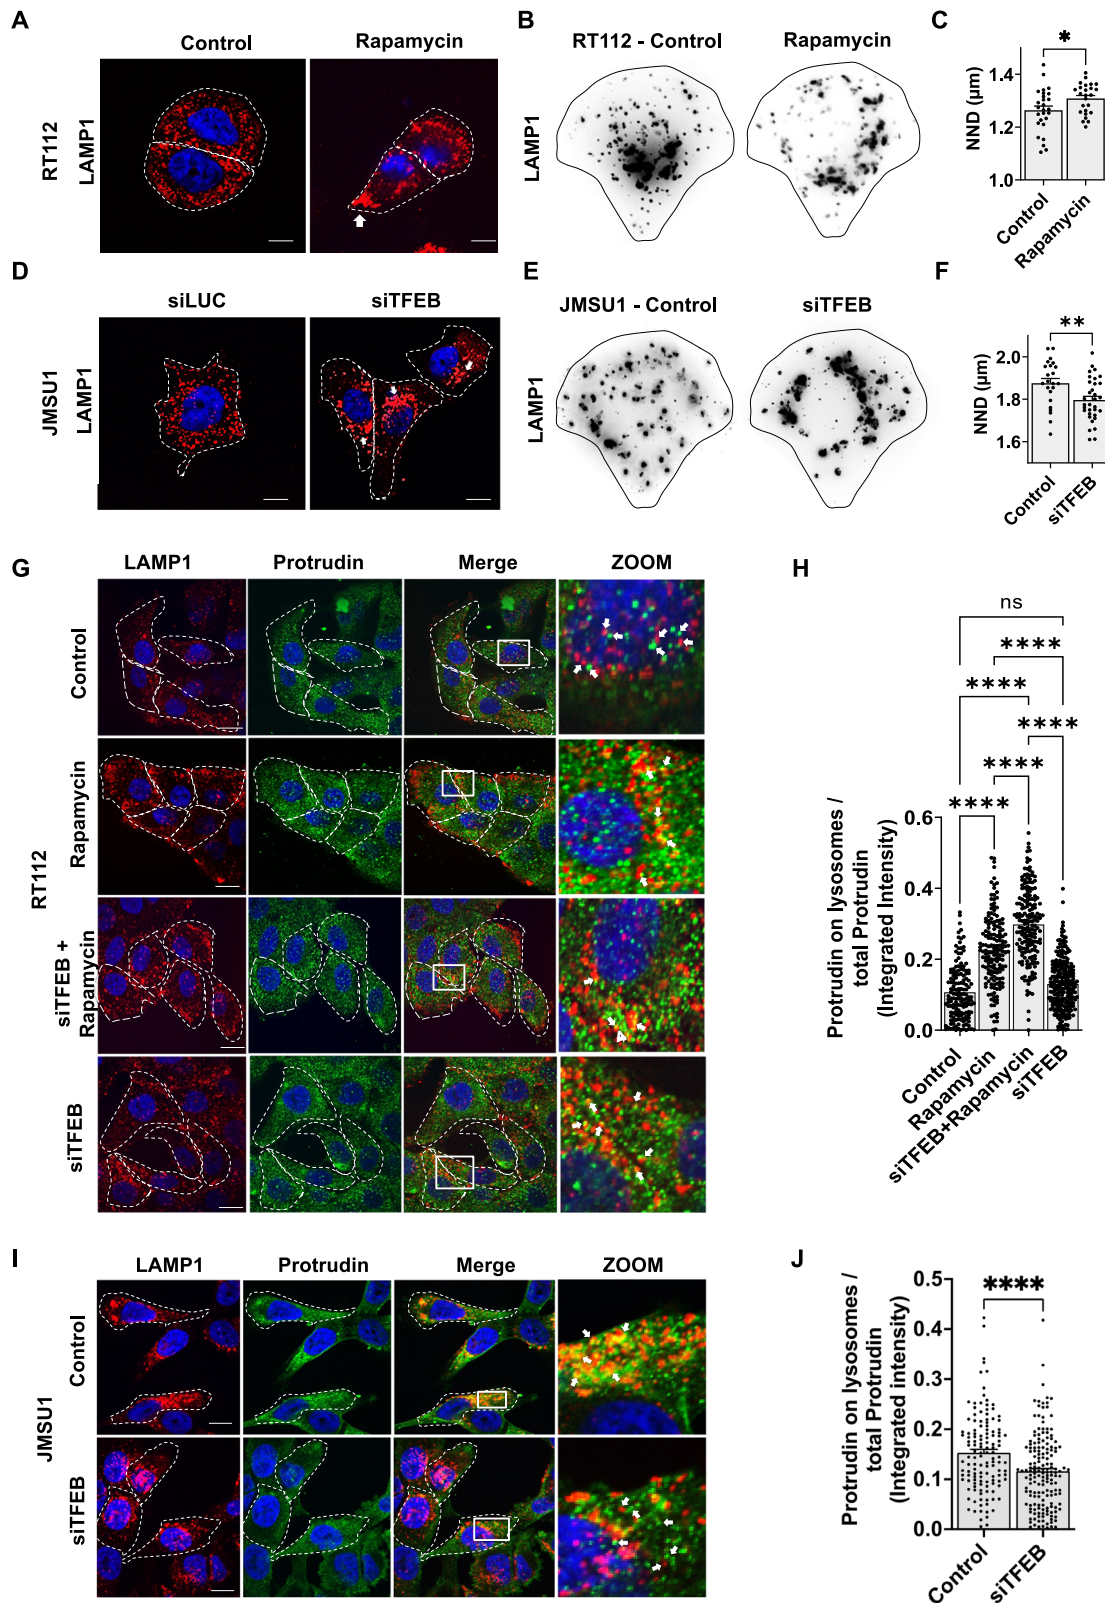 A
Control
Rapamycin
RT112
LAMP1
B
RT112 - Control
Rapamycin
LAMP1
C
NND (µm)
1.4
1.2
1.0
*
Control
Rapamycin
D
siLUC
siTFEB
JMSU1
LAMP1
E
JMSU1 - Control
siTFEB
LAMP1
F
NND (µm)
2.0
1.8
1.6
**
Control
siTFEB
G
LAMP1
Protrudin
Merge
ZOOM
RT112
Control
Rapamycin
siTFEB +
Rapamycin
siTFEB
H
ns
****
****
****
****
****
Protrudin on lysosomes /
total Protrudin
(Integrated Intensity)
0.6
0.4
0.2
0.0
Control
Rapamycin
siTFEB+Rapamycin
siTFEB
I
LAMP1
Protrudin
Merge
ZOOM
JMSU1
Control
siTFEB
J
Protrudin on lysosomes /
total Protrudin
(Integrated intensity)
0.5
0.4
0.3
0.2
0.1
0.0
****
Control
siTFEB